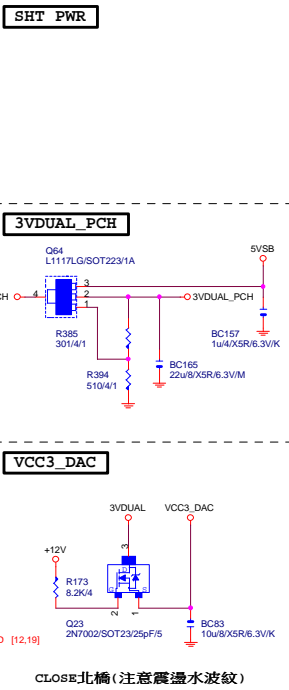 SHT PWR
3VDUAL_PCH
Q64
L1117LG/SOT223/1A
5VSB
3
CH
4
2
3VDUAL_PCH
1
R385
301/4/1
BC157
1u/4/X5R/6.3V/K
R394
510/4/1
BC165
22u/8/X5R/6.3V/M
VCC3_DAC
3VDUAL
VCC3_DAC
+12V
3
R173
8.2K/4
D
G
S
2
1
Q23
2N7002/SOT23/25pF/5
BC83
10u/8/X5R/6.3V/K
[12,19]
CLOSE北橋(注意震盪水波紋)